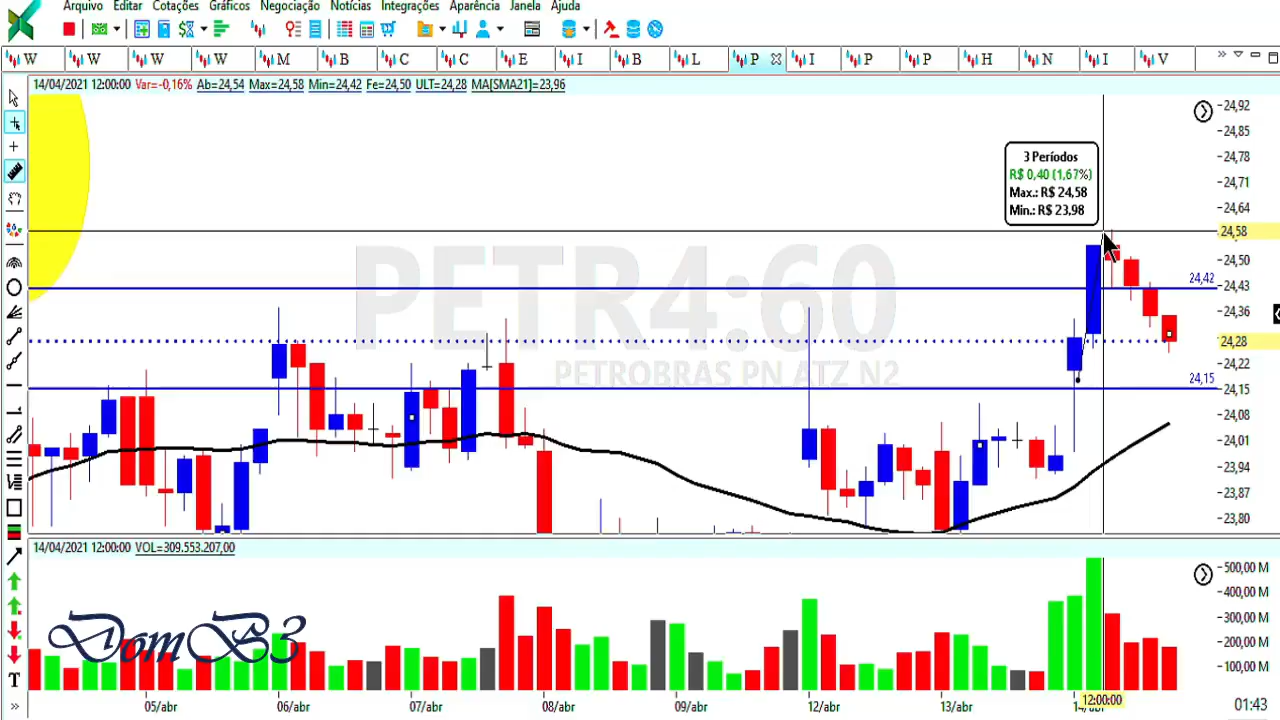 Arquivo Editar Cotações Gráficos Negociação Notícias Integrações Aparência Janela Ajuda
W W W W M B C C E I B L P I P P H N I V
14/04/2021 12:00:00 Var=-0,16% Ab=24,54 Max=24,58 Min=24,42 Fe=24,50 ULT=24,28 MA[SMA21]=23,96
3 Períodos
R$ 0,40 (1,67%)
Max.: R$ 24,58
Min.: R$ 23,98
PETR4:60
PETROBRAS PN ATZ N2
24,92
24,85
24,78
24,71
24,64
24,58
24,50
24,42
24,43
24,36
24,28
24,22
24,15
24,15
24,08
24,01
23,94
23,87
23,80
14/04/2021 12:00:00 VOL=309.553.207,00
500,00 M
400,00 M
300,00 M
200,00 M
100,00 M
DomB3
T
05/abr 06/abr 07/abr 08/abr 09/abr 12/abr 13/abr 14/abr 12:00:00 01:43